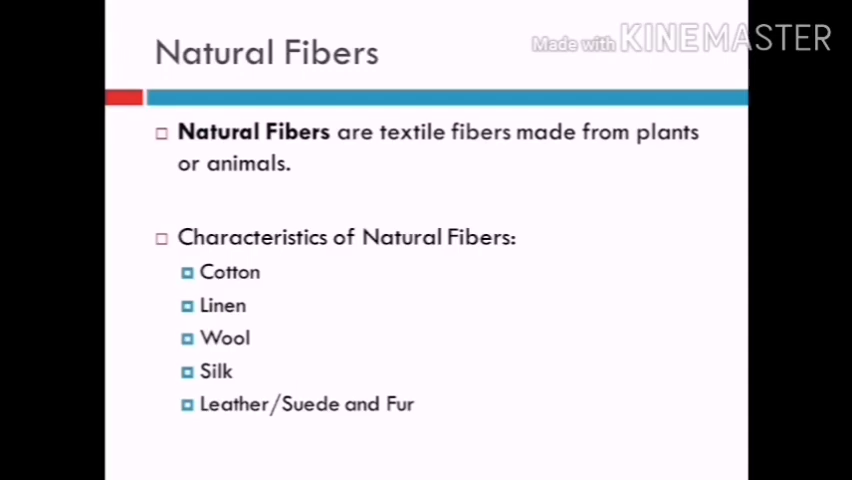 Natural Fibers
Made with KINEMASTER
Natural Fibers are textile fibers made from plants
or animals.
Characteristics of Natural Fibers:
Cotton
Linen
Wool
Silk
Leather/Suede and Fur